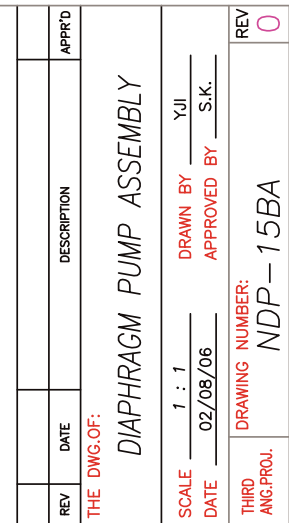 REV DATE DESCRIPTION APPR'D
THE DWG.OF:
DIAPHRAGM PUMP ASSEMBLY
SCALE 1 : 1 DRAWN BY YJI
DATE 02/08/06 APPROVED BY S.K.
THIRD ANG.PROJ. DRAWING NUMBER: REV
NDP-15BA 0